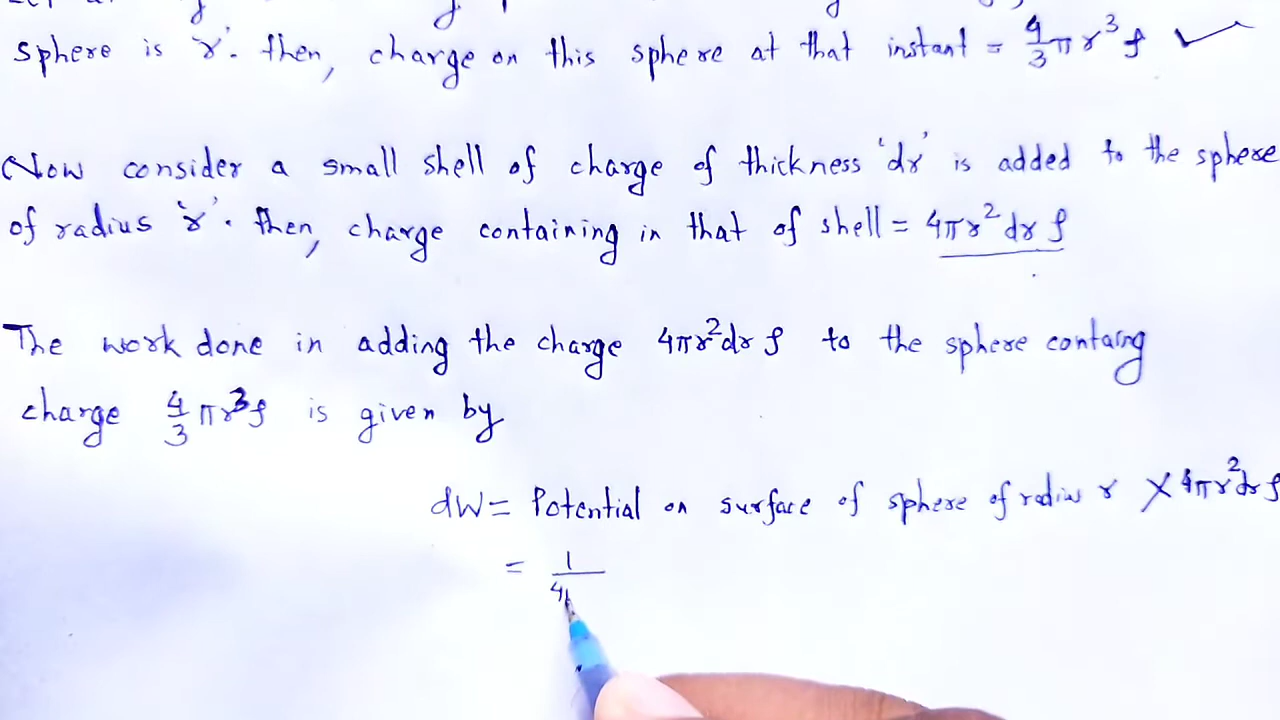 sphere is 'r'. then, charge on this sphere at that instant = 4/3 πr³ρ ✓
Now consider a small shell of charge of thickness 'dr' is added to the sphere
of radius 'r'. then, charge containing in that of shell = 4πr²dr ρ
The work done in adding the charge 4πr²dr ρ to the sphere containg
charge 4/3 πr³ρ is given by
dW = Potential on surface of sphere of radius r × 4πr²dr ρ
= 1/4